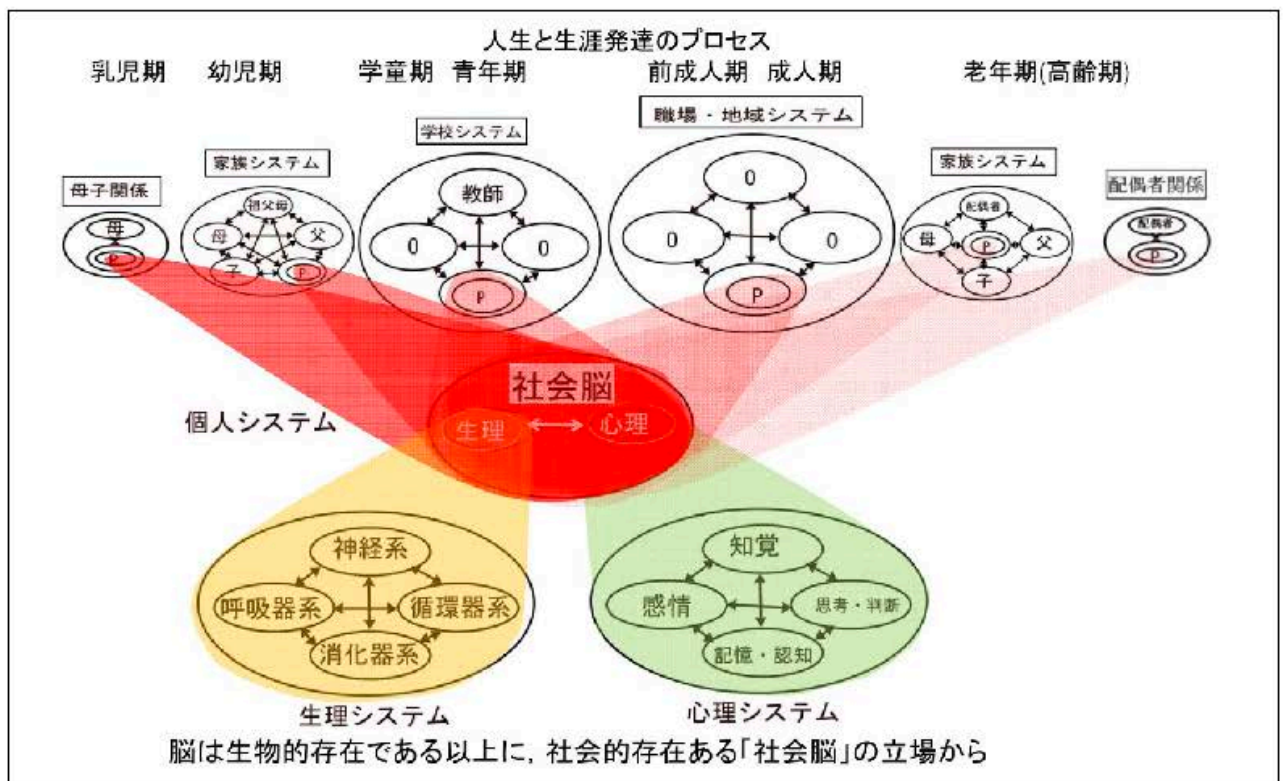 人生と生涯発達のプロセス
乳児期 幼児期 学童期 青年期 前成人期 成人期 老年期(高齢期)
職場・地域システム
学校システム
家族システム
家族システム
母子関係
配偶者関係
母
P
祖父母
母
父
子
P
教師
O
O
P
O
O
O
P
配偶者
母
P
父
子
配偶者
P
社会脳
個人システム
生理
心理
神経系
呼吸器系
循環器系
消化器系
知覚
感情
思考・判断
記憶・認知
生理システム
心理システム
脳は生物的存在である以上に,社会的存在ある「社会脳」の立場から